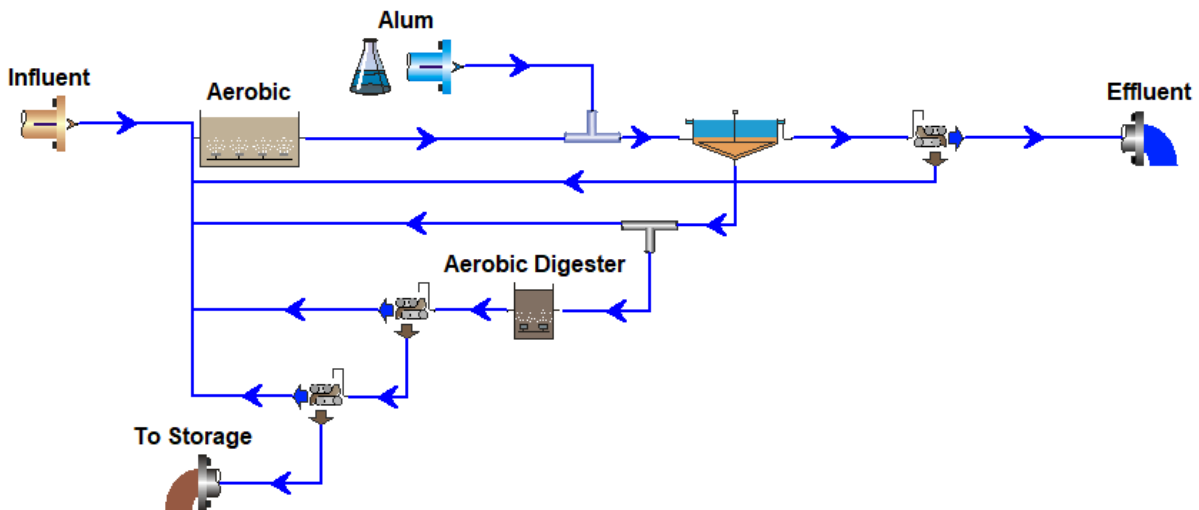 Alum
Influent
Aerobic
Effluent
Aerobic Digester
To Storage